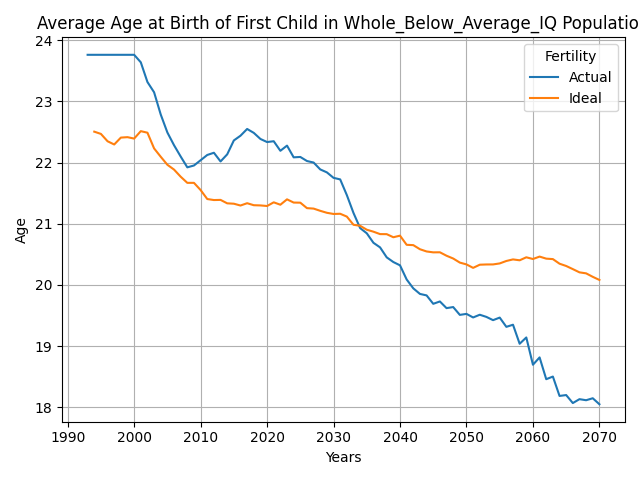 Average Age at Birth of First Child in Whole_Below_Average_IQ Populatio
24
23
22
21
20
19
18
Age
Fertility
Actual
Ideal
1990 2000 2010 2020 2030 2040 2050 2060 2070
Years